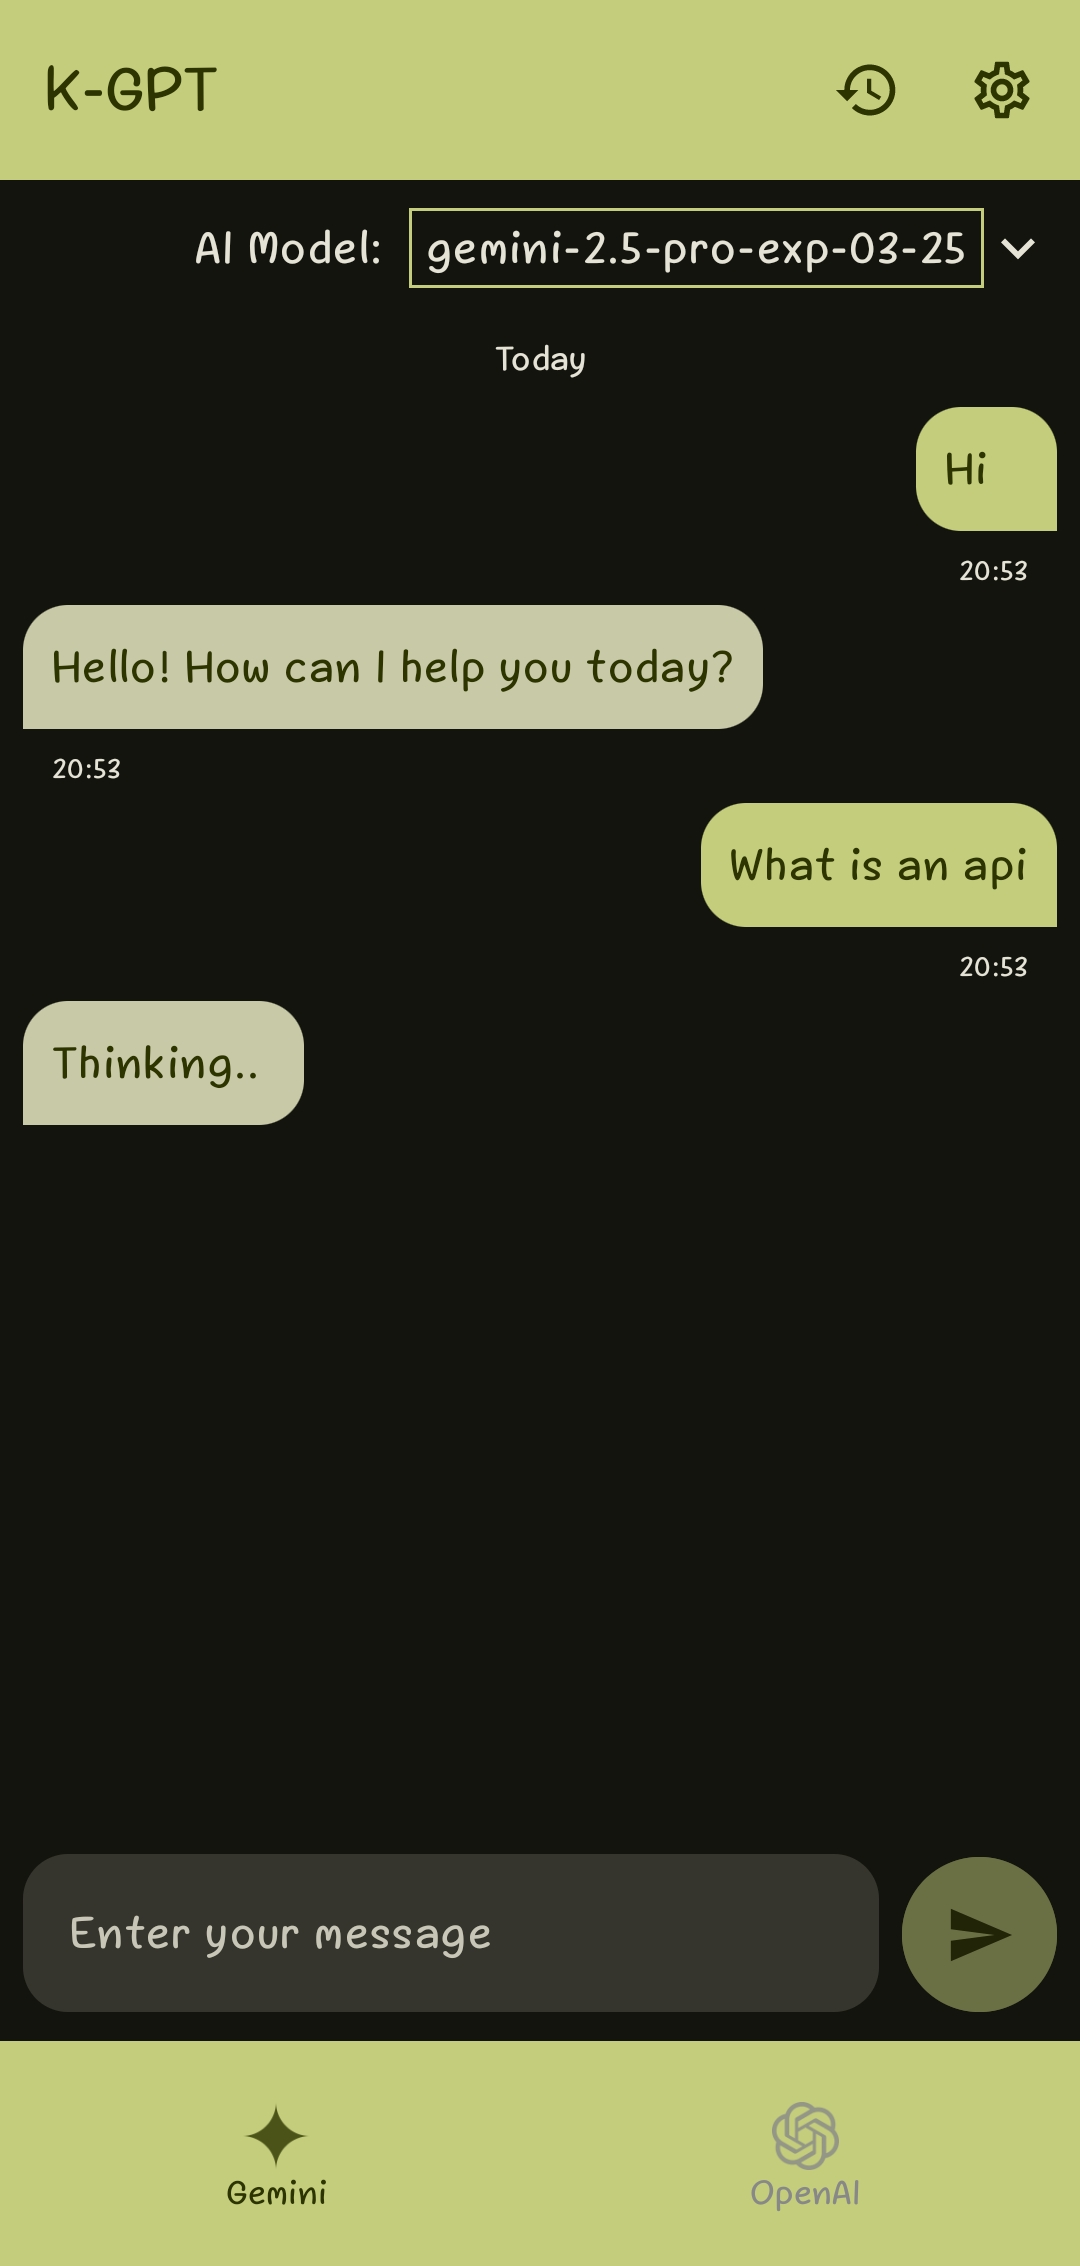 K-GPT
AI Model: gemini-2.5-pro-exp-03-25
Today
Hi
20:53
Hello! How can I help you today?
20:53
What is an api
20:53
Thinking..
Enter your message
Gemini
OpenAI